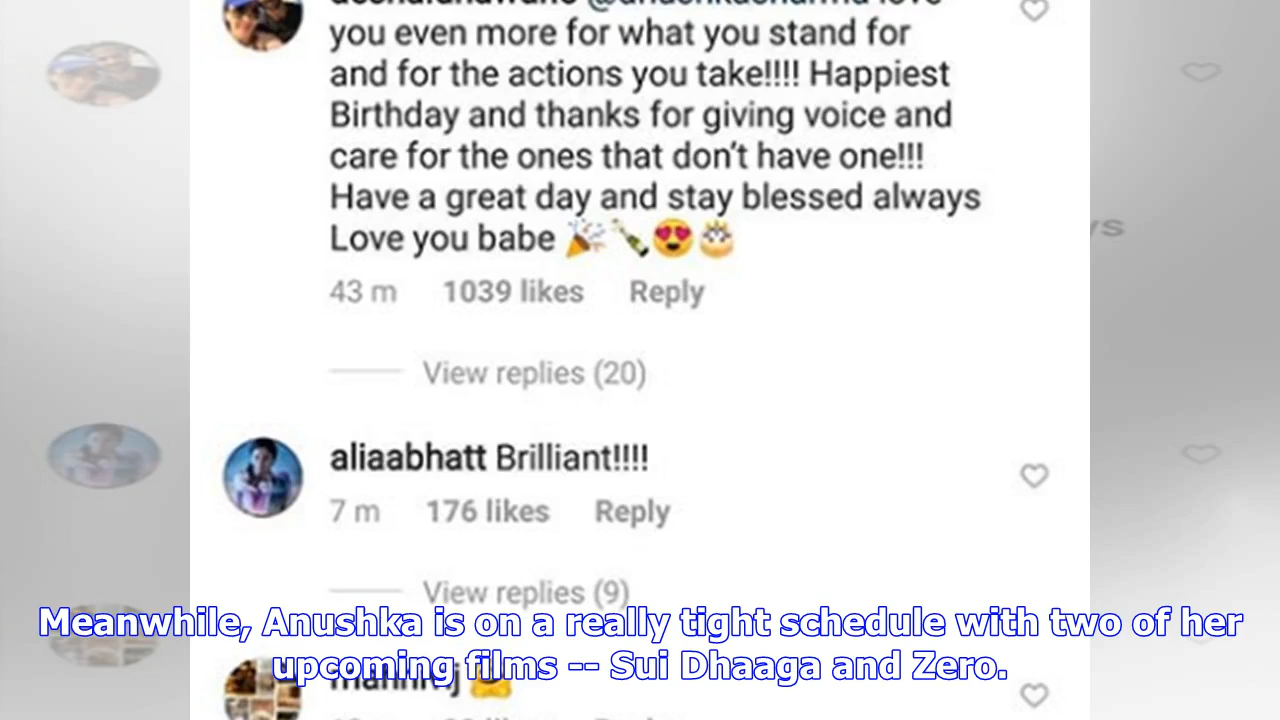 @anushkasharma love
you even more for what you stand for
and for the actions you take!!!! Happiest
Birthday and thanks for giving voice and
care for the ones that don't have one!!!
Have a great day and stay blessed always
Love you babe 🎉🍾😍🎂
43 m 1039 likes Reply
View replies (20)
aliaabhatt Brilliant!!!!
7 m 176 likes Reply
View replies (9)
Meanwhile, Anushka is on a really tight schedule with two of her
upcoming films -- Sui Dhaaga and Zero.